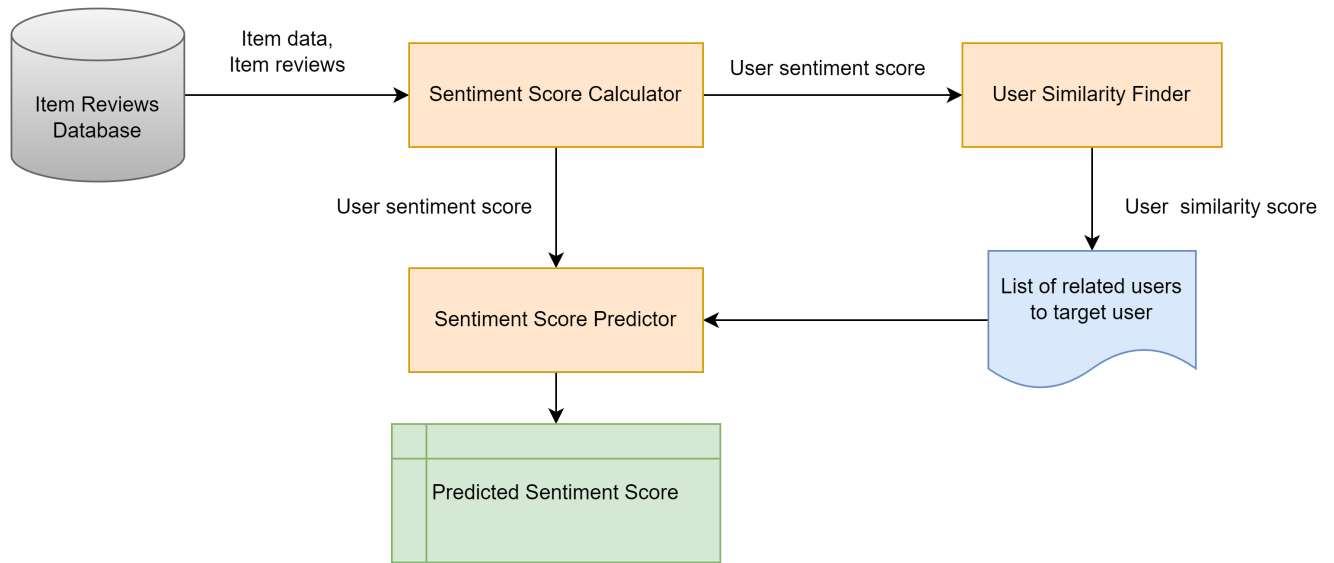 Item data,
Item reviews
Item Reviews
Database
Sentiment Score Calculator
User sentiment score
User Similarity Finder
User sentiment score
User  similarity score
List of related users
to target user
Sentiment Score Predictor
Predicted Sentiment Score